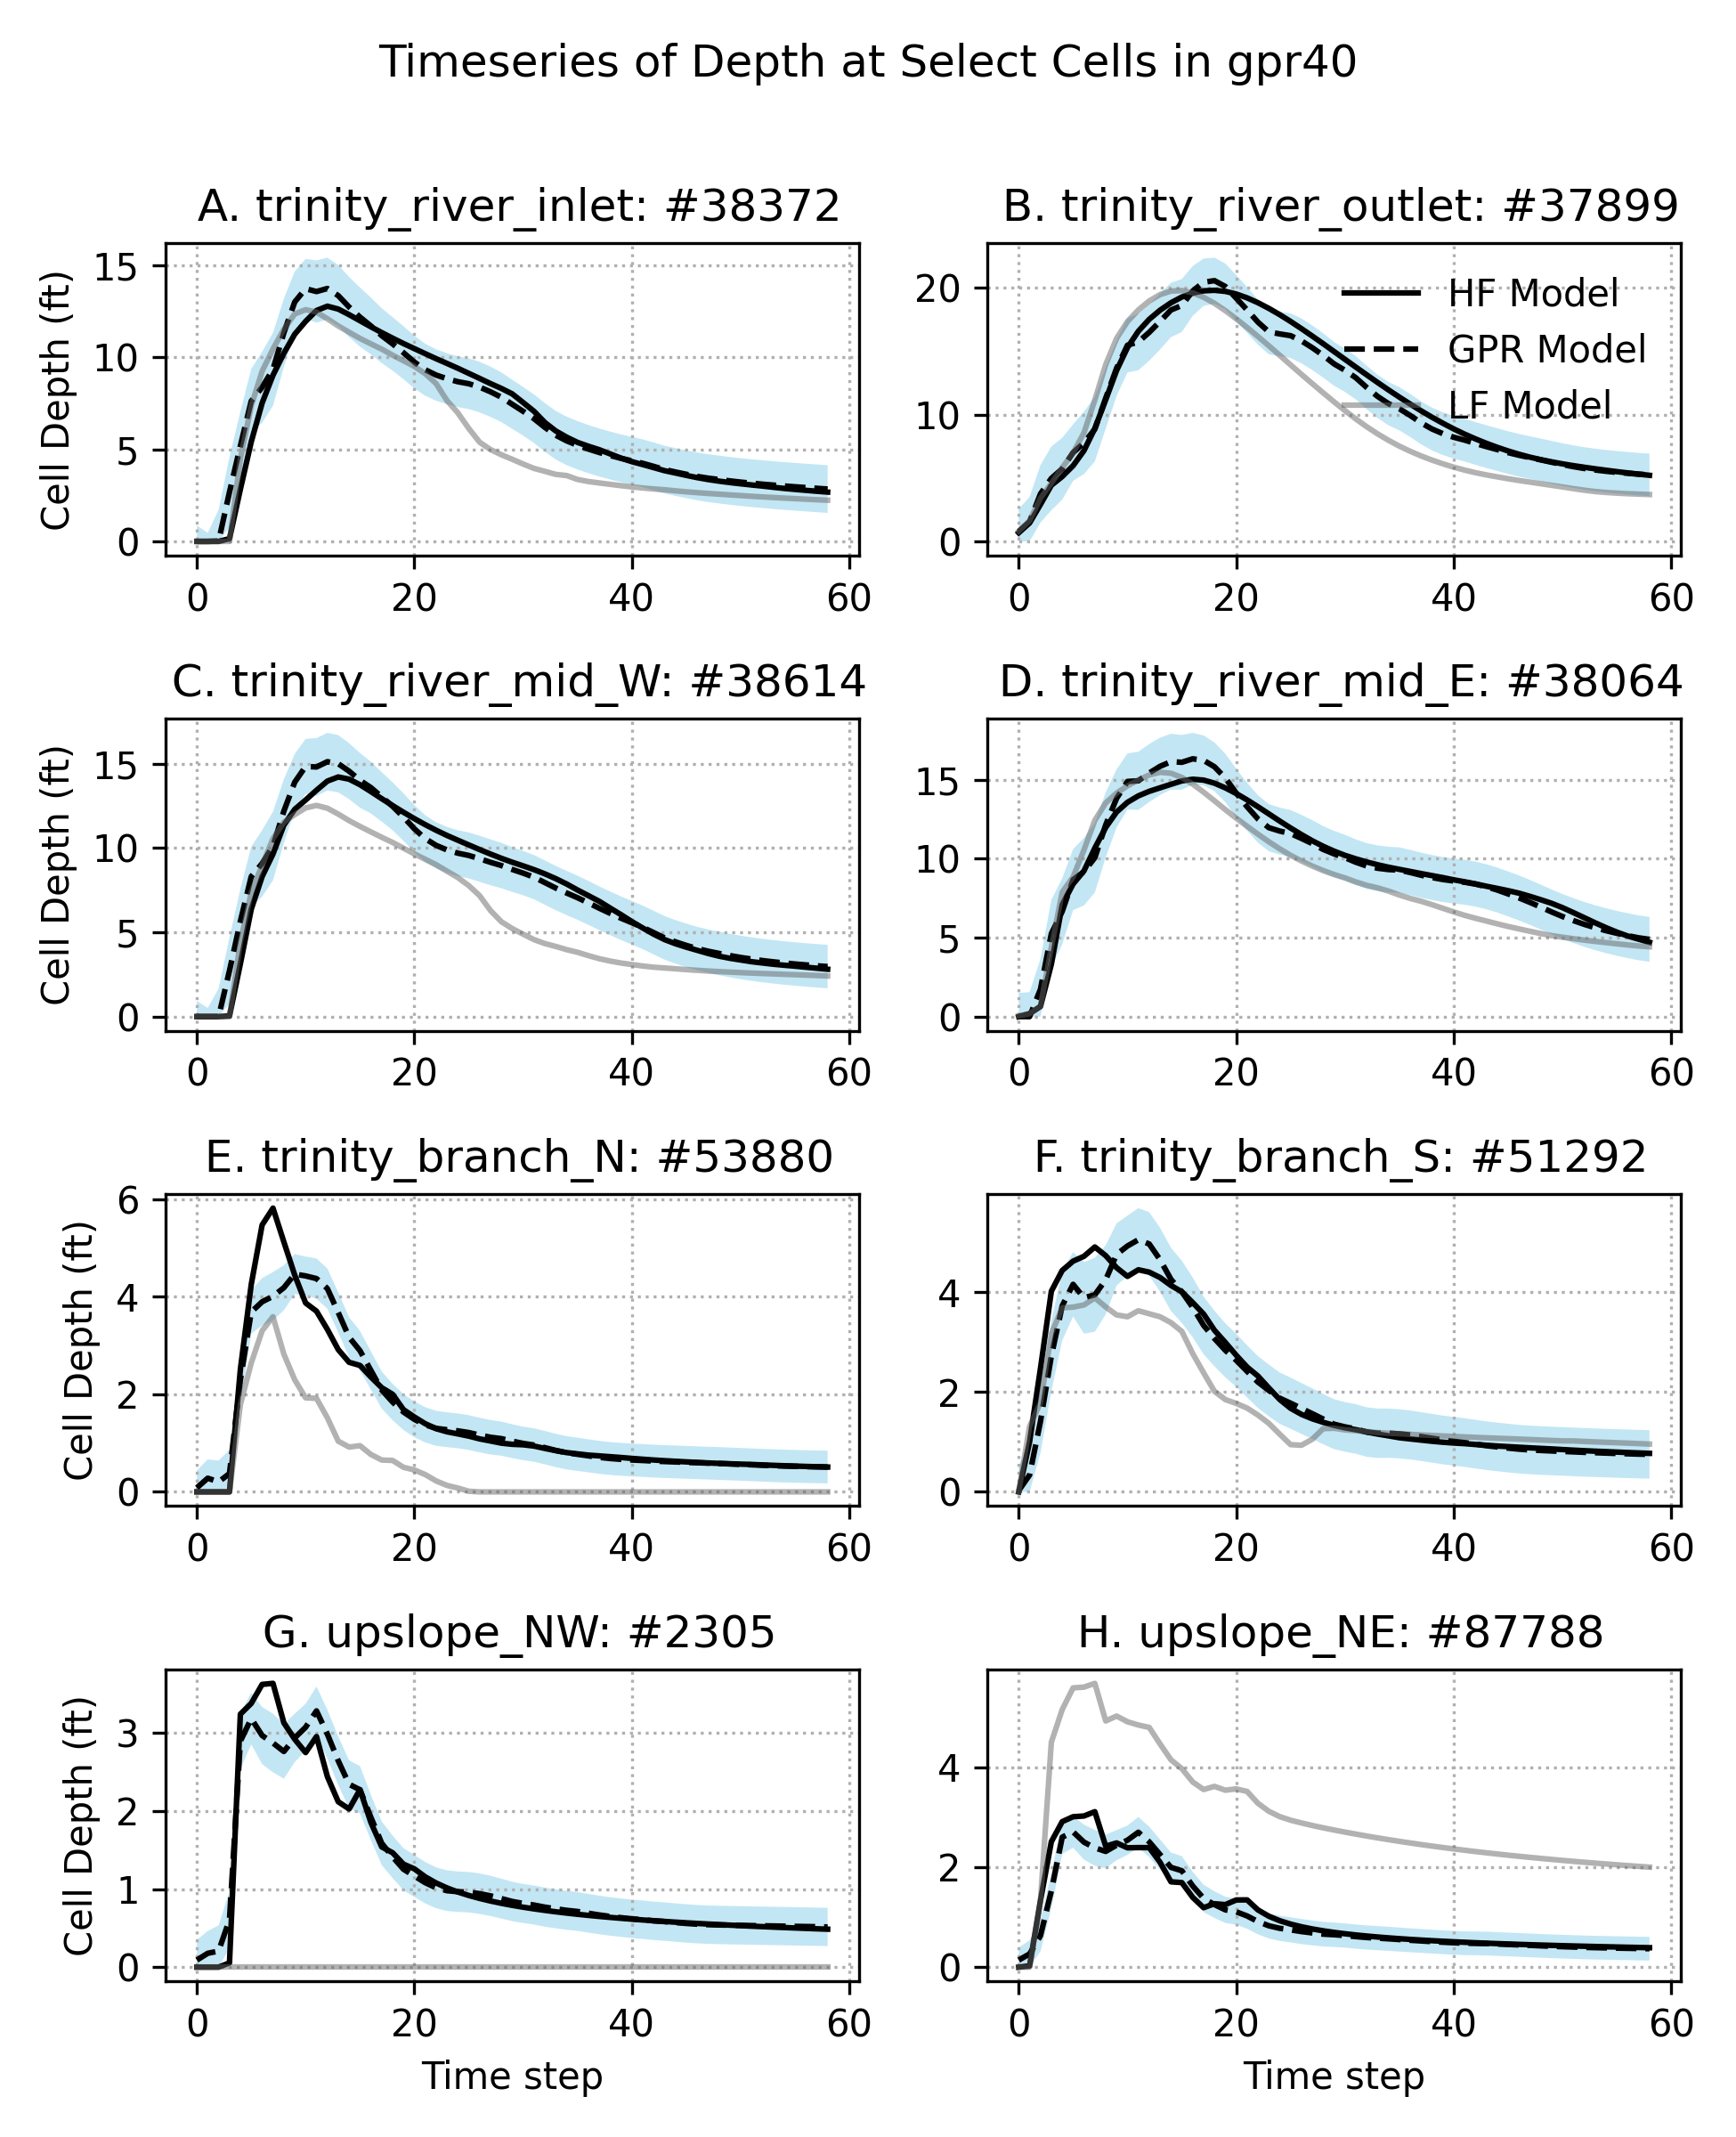 Timeseries of Depth at Select Cells in gpr40
A. trinity_river_inlet: #38372
B. trinity_river_outlet: #37899
Cell Depth (ft)
15
10
5
0
0 20 40 60
20
10
0
0 20 40 60
HF Model
GPR Model
LF Model
C. trinity_river_mid_W: #38614
D. trinity_river_mid_E: #38064
Cell Depth (ft)
15
10
5
0
0 20 40 60
15
10
5
0
0 20 40 60
E. trinity_branch_N: #53880
F. trinity_branch_S: #51292
Cell Depth (ft)
6
4
2
0
0 20 40 60
4
2
0
0 20 40 60
G. upslope_NW: #2305
H. upslope_NE: #87788
Cell Depth (ft)
3
2
1
0
0 20 40 60
Time step
4
2
0
0 20 40 60
Time step